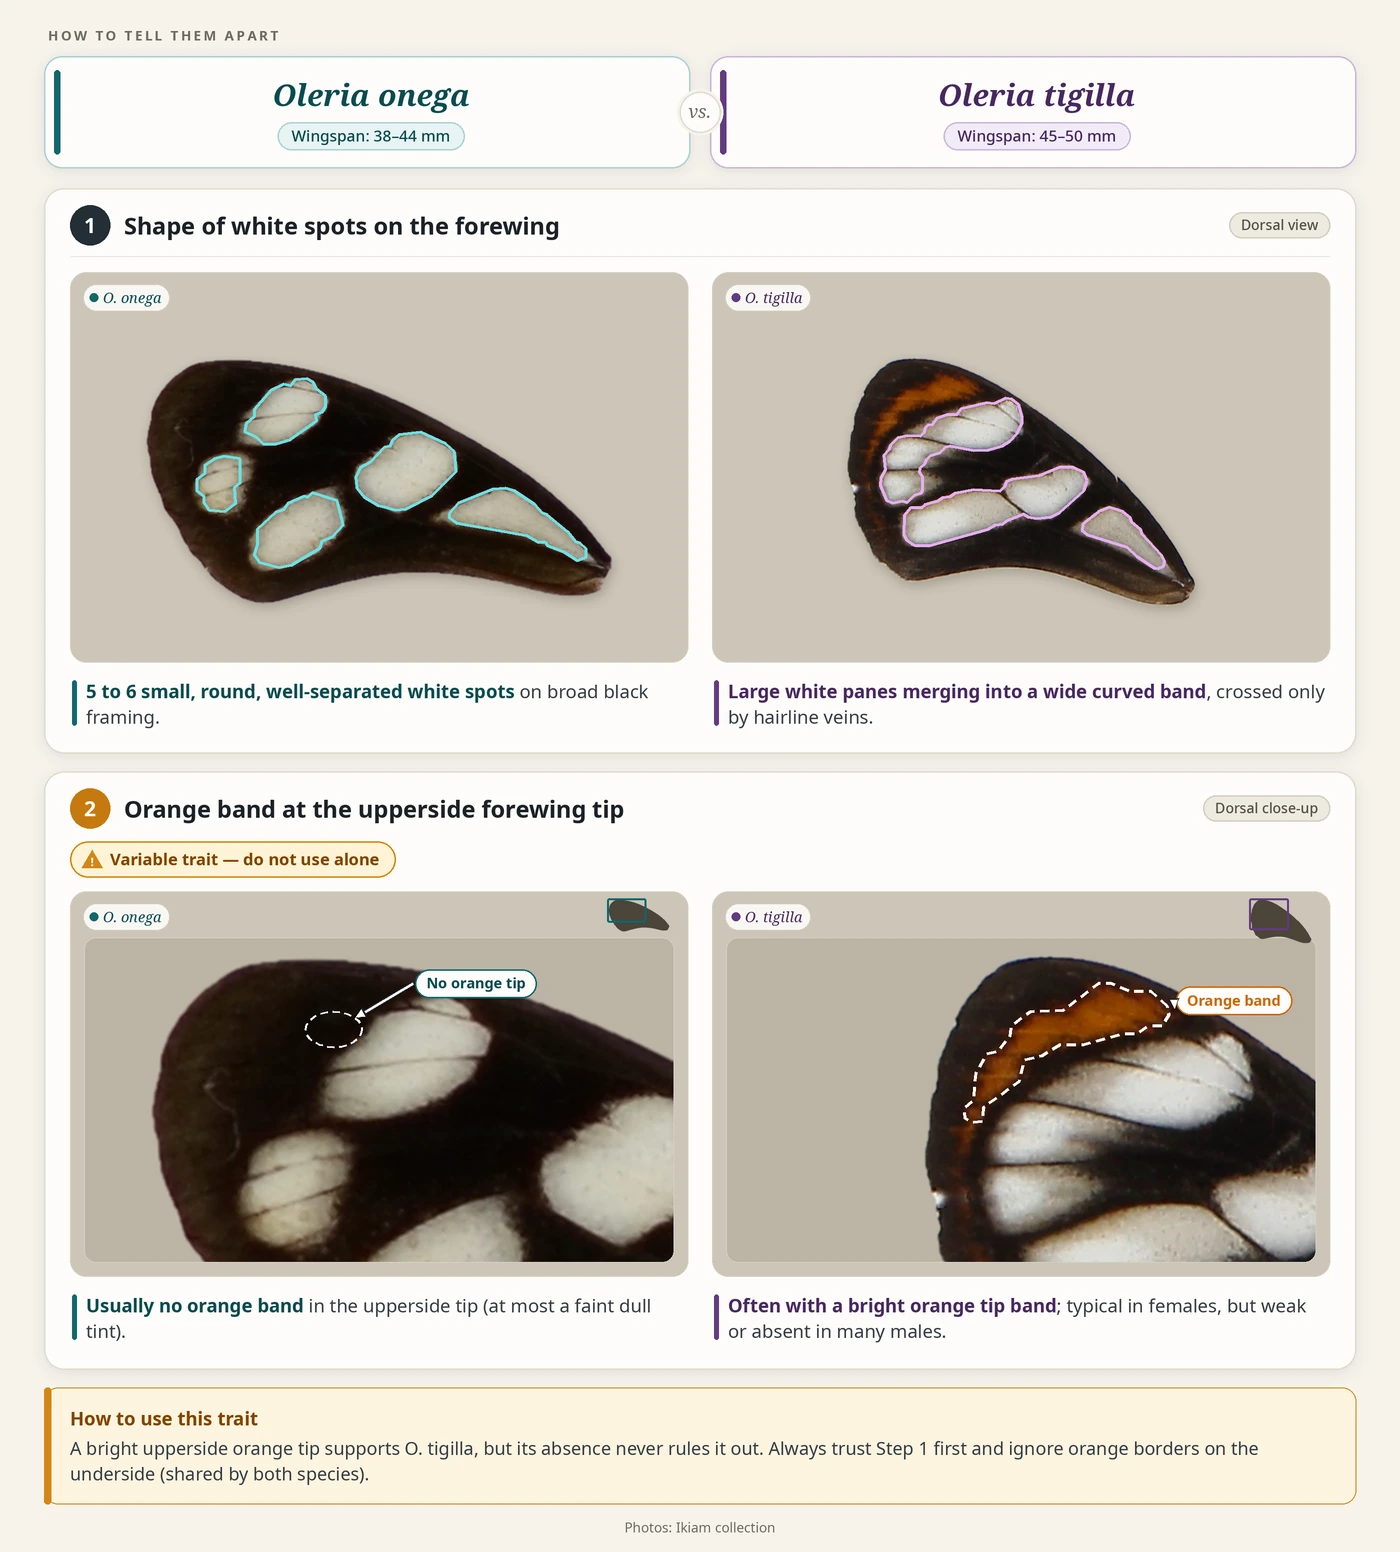 HOW TO TELL THEM APART
Oleria onega
Wingspan: 38–44 mm
vs.
Oleria tigilla
Wingspan: 45–50 mm
1
Shape of white spots on the forewing
Dorsal view
O. onega
O. tigilla
5 to 6 small, round, well-separated white spots on broad black
framing.
Large white panes merging into a wide curved band, crossed only
by hairline veins.
2
Orange band at the upperside forewing tip
Dorsal close-up
Variable trait — do not use alone
O. onega
No orange tip
O. tigilla
Orange band
Usually no orange band in the upperside tip (at most a faint dull
tint).
Often with a bright orange tip band; typical in females, but weak
or absent in many males.
How to use this trait
A bright upperside orange tip supports O. tigilla, but its absence never rules it out. Always trust Step 1 first and ignore orange borders on the
underside (shared by both species).
Photos: Ikiam collection